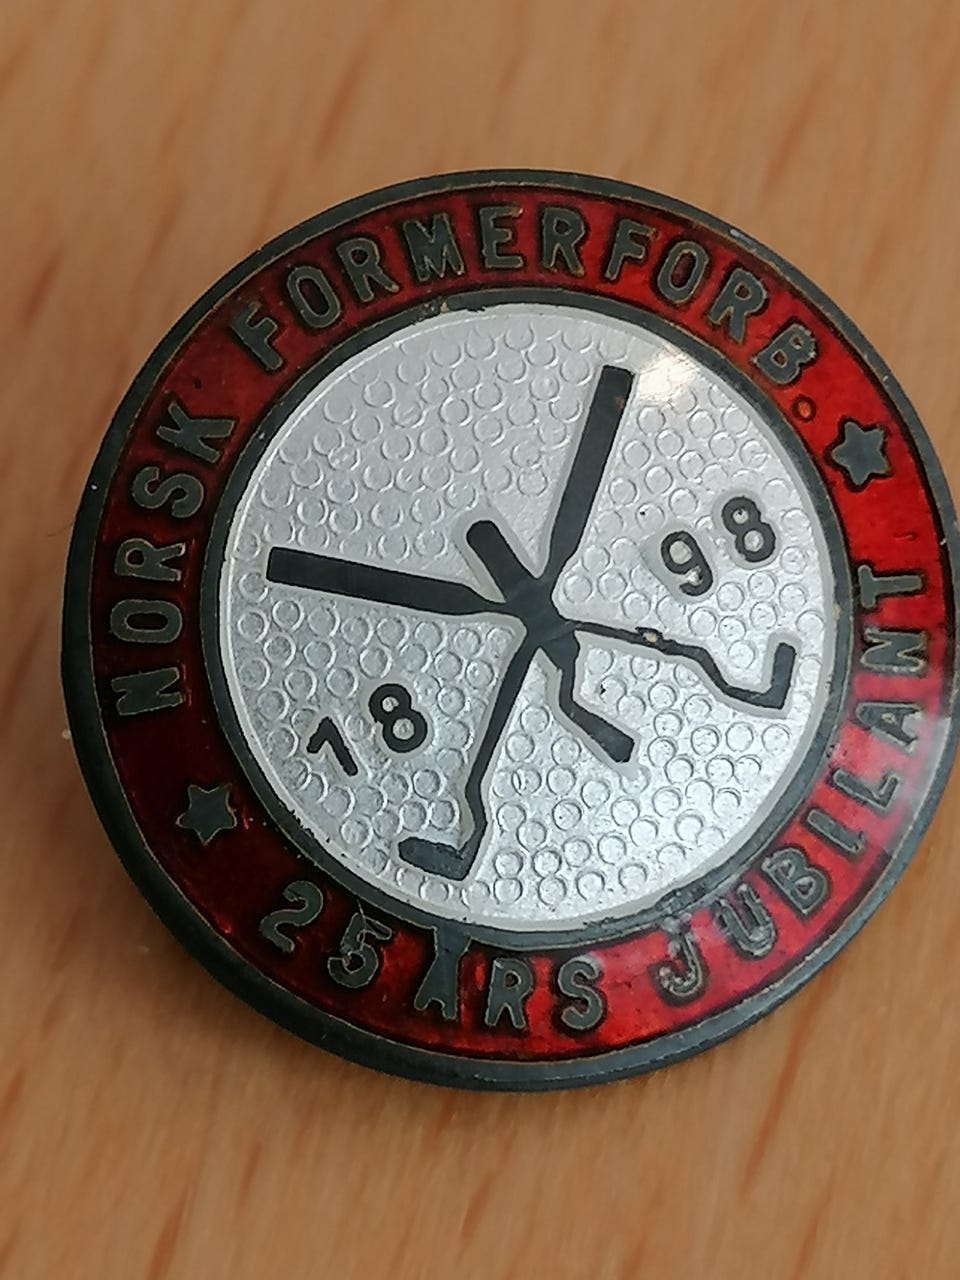 NORSK FORMERFORB.
18 98
25 ÅRS JUBILANT